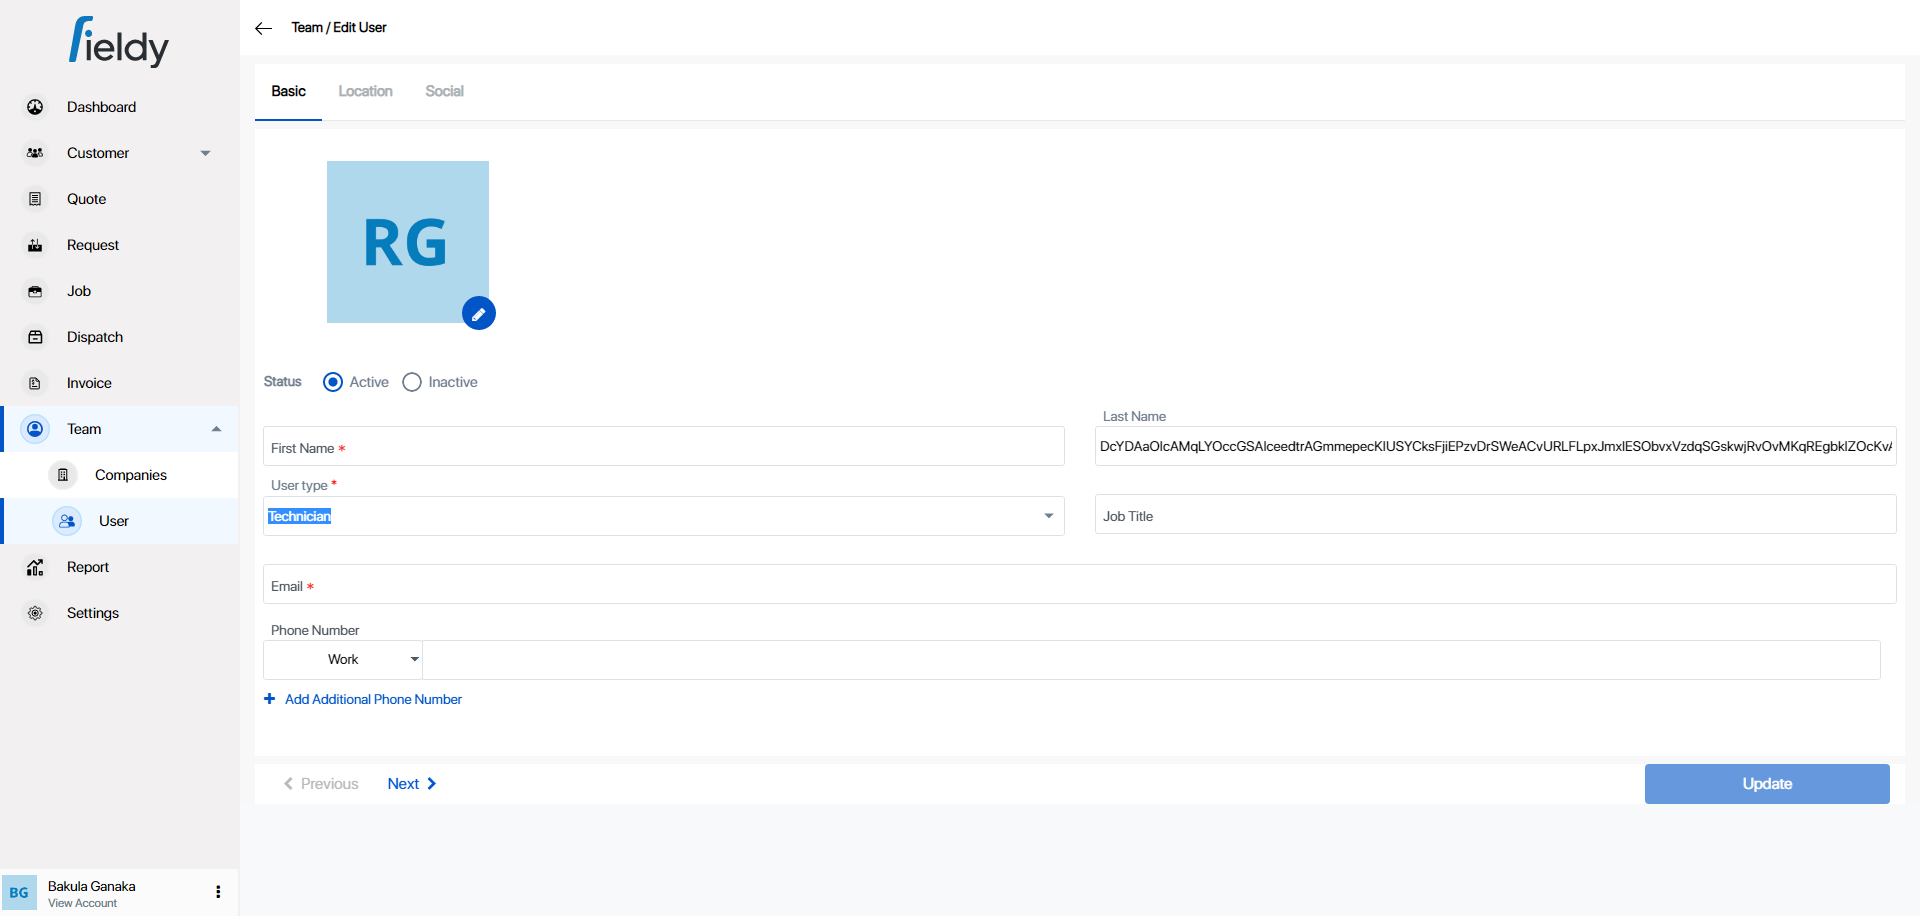 fieldy
Dashboard
Customer
Quote
Request
Job
Dispatch
Invoice
Team
Companies
User
Report
Settings
BG
Bakula Ganaka
View Account
Team / Edit User
Basic Location Social
RG
Status Active Inactive
First Name *
Last Name
User type *
Technician
Job Title
Email *
Phone Number
Work
+ Add Additional Phone Number
Previous Next
Update